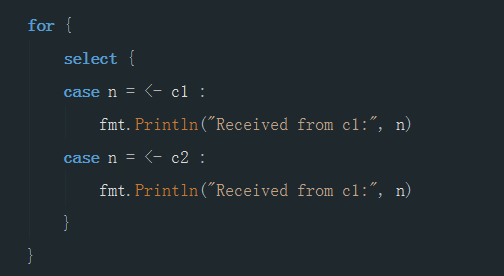 for {
select {
case n = <- c1 :
fmt.Println("Received from c1:", n)
case n = <- c2 :
fmt.Println("Received from c1:", n)
}
}